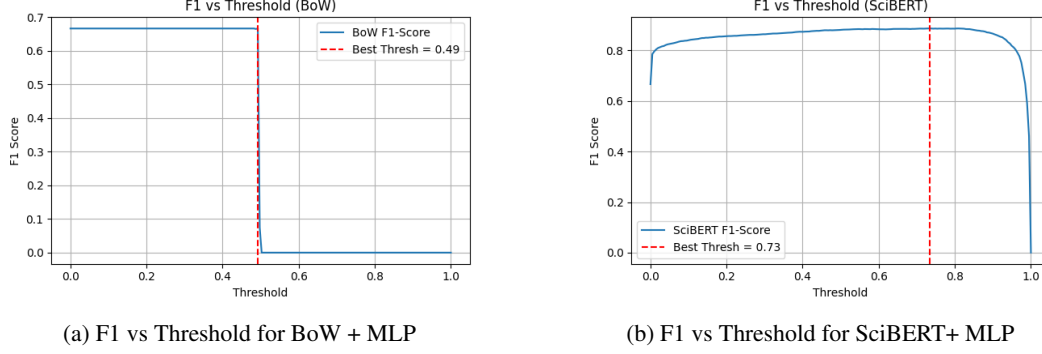 F1 vs Threshold (BoW)
0.7
0.6
0.5
0.4
0.3
0.2
0.1
0.0
F1 Score
BoW F1-Score
Best Thresh = 0.49
0.0 0.2 0.4 0.6 0.8 1.0
Threshold
(a) F1 vs Threshold for BoW + MLP
F1 vs Threshold (SciBERT)
0.8
0.6
0.4
0.2
0.0
F1 Score
SciBERT F1-Score
Best Thresh = 0.73
0.0 0.2 0.4 0.6 0.8 1.0
Threshold
(b) F1 vs Threshold for SciBERT+ MLP